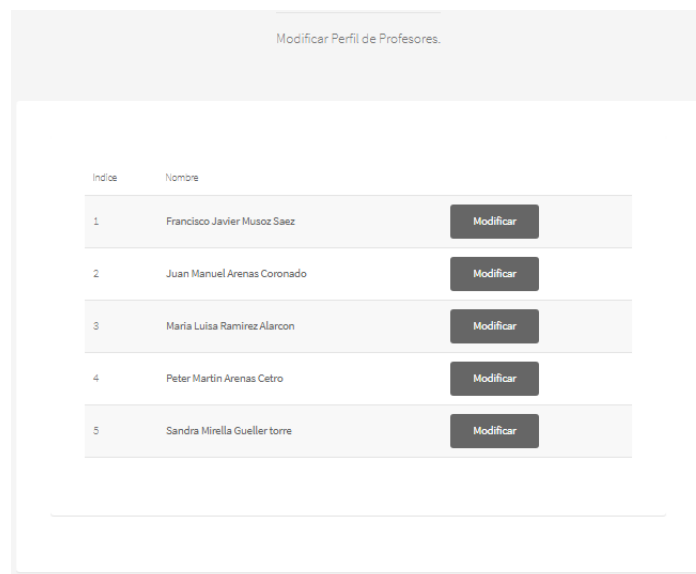 Modificar Perfil de Profesores.
Indice Nombre
1 Francisco Javier Musoz Saez Modificar
2 Juan Manuel Arenas Coronado Modificar
3 Maria Luisa Ramirez Alarcon Modificar
4 Peter Martin Arenas Cetro Modificar
5 Sandra Mirella Gueller torre Modificar